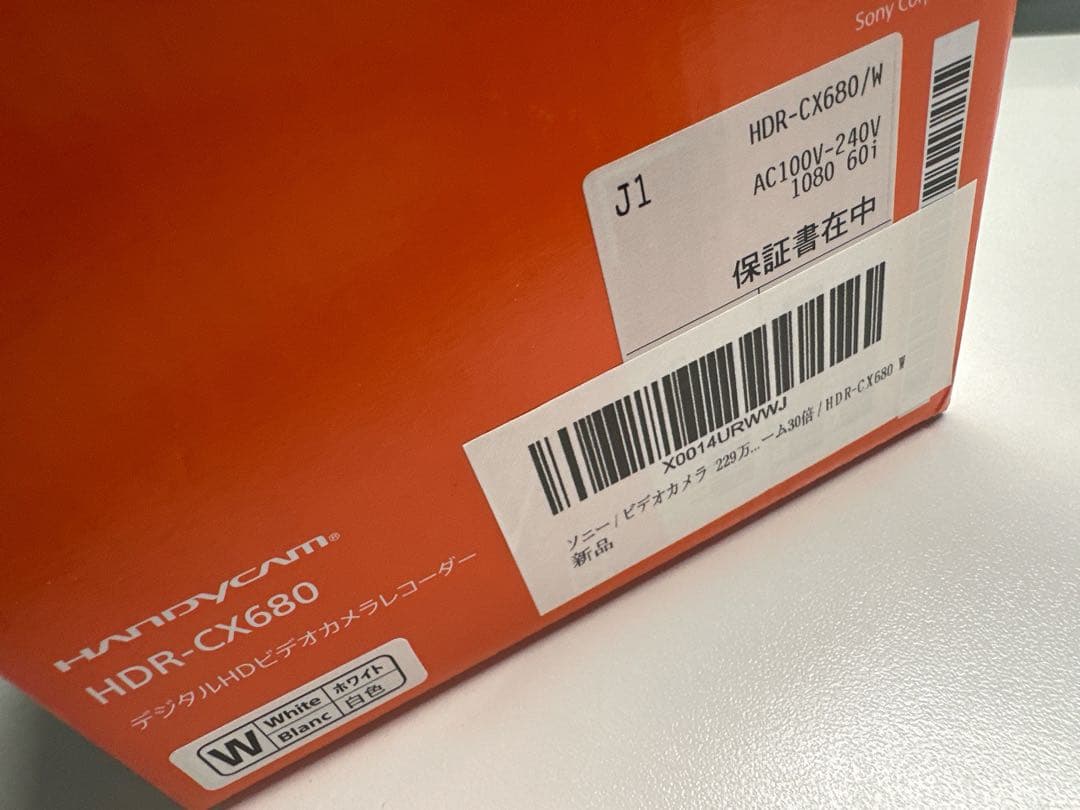 Sony Corp
HDR-CX680/W
J1
AC100V-240V
1080 60i
保証書在中
X0014URWWJ
ソニー/ビデオカメラ 229万...ーム30倍/HDR-CX680 W
新品
HANDYCAM®
HDR-CX680
デジタルHDビデオカメラレコーダー
W White ホワイト
Blanc 白色